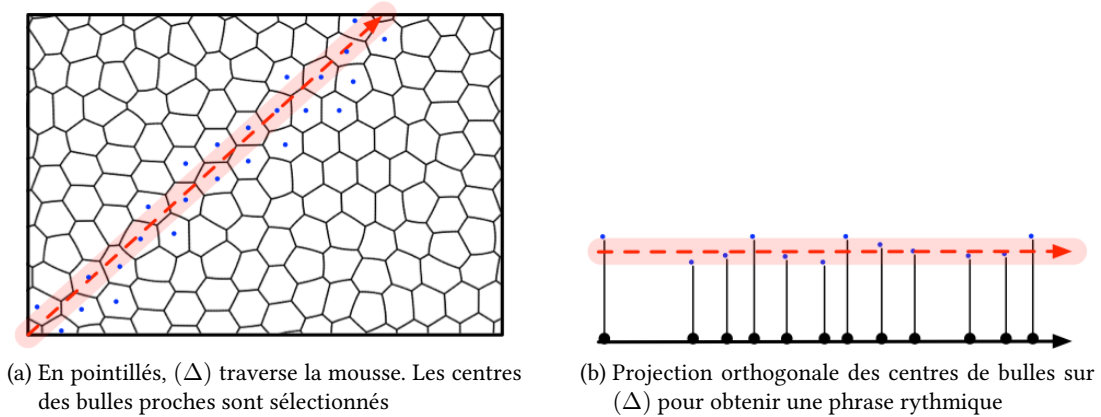 (a) En pointillés, (Δ) traverse la mousse. Les centres
des bulles proches sont sélectionnés
(b) Projection orthogonale des centres de bulles sur
(Δ) pour obtenir une phrase rythmique